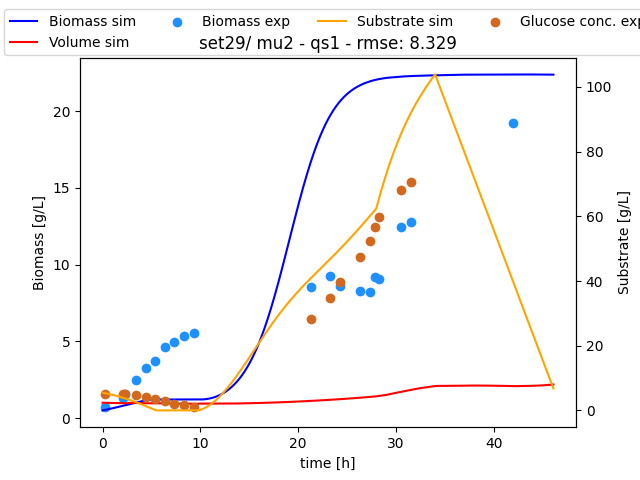 Biomass sim Biomass exp Substrate sim Glucose conc. exp
Volume sim
set29/ mu2 - qs1 - rmse: 8.329
Biomass [g/L]
20
15
10
5
0
100
80
60
40
20
0
Substrate [g/L]
0 10 20 30 40
time [h]